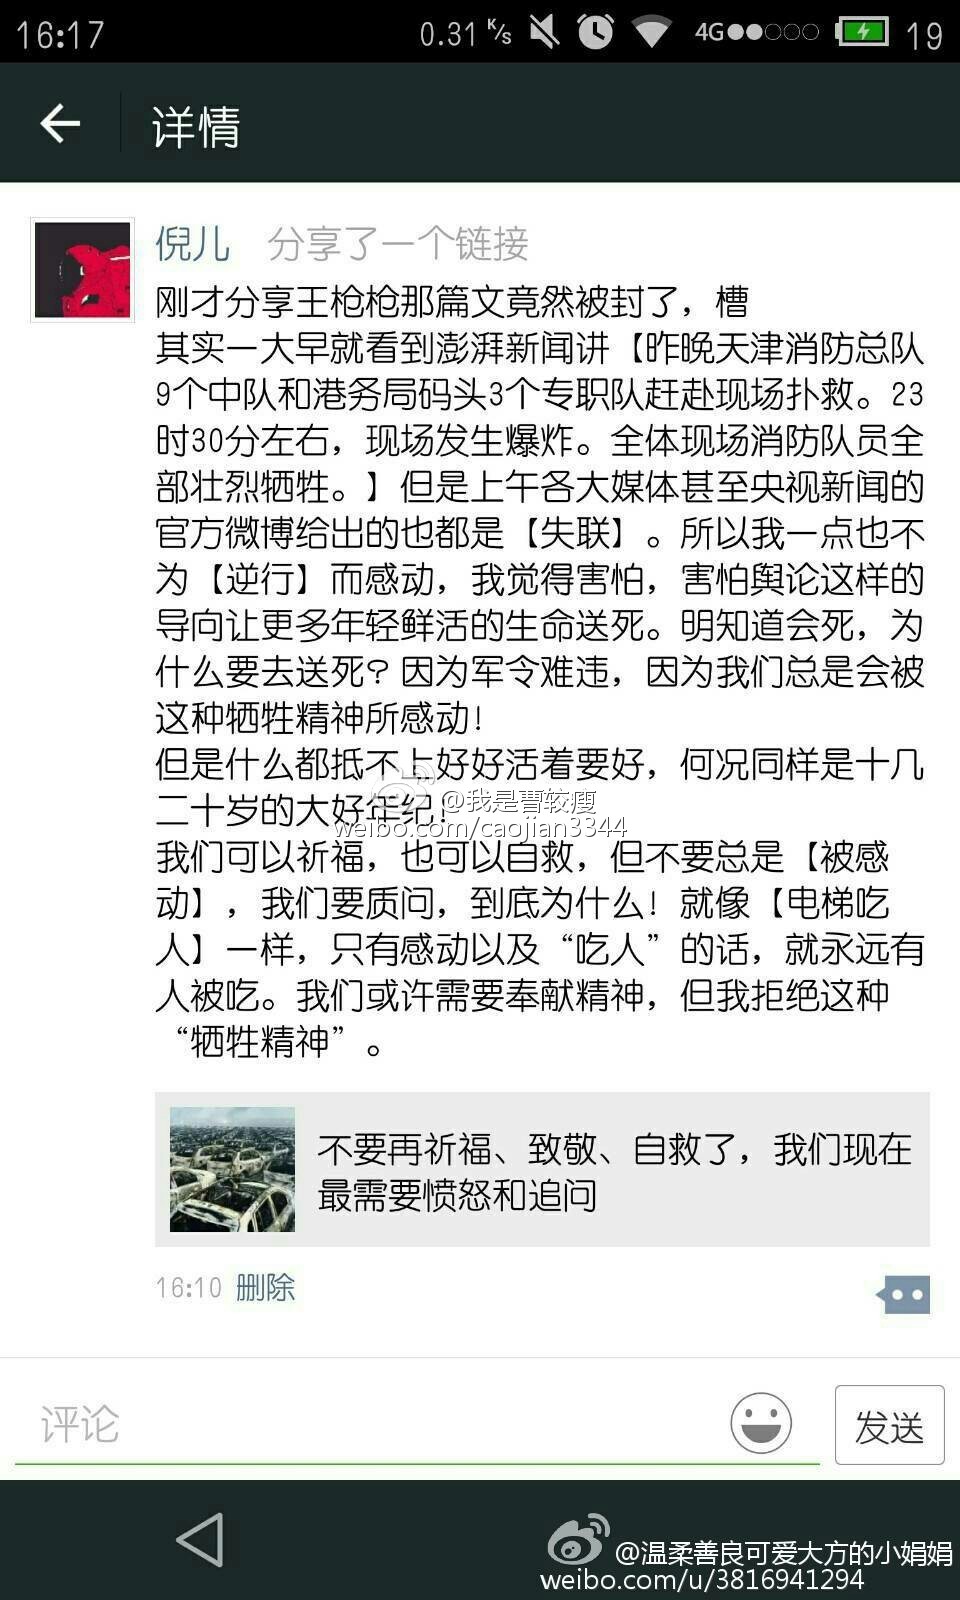 16:17
0.31 K/s
4G
19
详情
倪儿 分享了一个链接
刚才分享王枪枪那篇文竟然被封了，槽
其实一大早就看到澎湃新闻讲【昨晚天津消防总队
9个中队和港务局码头3个专职队赶赴现场扑救。23
时30分左右，现场发生爆炸。全体现场消防队员全
部壮烈牺牲。】但是上午各大媒体甚至央视新闻的
官方微博给出的也都是【失联】。所以我一点也不
为【逆行】而感动，我觉得害怕，害怕舆论这样的
导向让更多年轻鲜活的生命送死。明知道会死，为
什么要去送死？因为军令难违，因为我们总是会被
这种牺牲精神所感动！
但是什么都抵不上好好活着要好，何况同样是十几
二十岁的大好年纪！
@我是曹较瘦
weibo.com/caojian3344
我们可以祈福，也可以自救，但不要总是【被感
动】，我们要质问，到底为什么！就像【电梯吃
人】一样，只有感动以及“吃人”的话，就永远有
人被吃。我们或许需要奉献精神，但我拒绝这种
“牺牲精神”。
不要再祈福、致敬、自救了，我们现在
最需要愤怒和追问
16:10 删除
评论
发送
@温柔善良可爱大方的小娟娟
weibo.com/u/3816941294